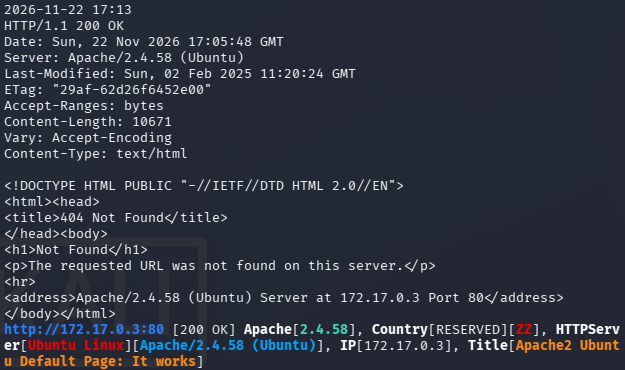 2026-11-22 17:13
HTTP/1.1 200 OK
Date: Sun, 22 Nov 2026 17:05:48 GMT
Server: Apache/2.4.58 (Ubuntu)
Last-Modified: Sun, 02 Feb 2025 11:20:24 GMT
ETag: "29af-62d26f6452e00"
Accept-Ranges: bytes
Content-Length: 10671
Vary: Accept-Encoding
Content-Type: text/html

<!DOCTYPE HTML PUBLIC "-//IETF//DTD HTML 2.0//EN">
<html><head>
<title>404 Not Found</title>
</head><body>
<h1>Not Found</h1>
<p>The requested URL was not found on this server.</p>
<hr>
<address>Apache/2.4.58 (Ubuntu) Server at 172.17.0.3 Port 80</address>
</body></html>
http://172.17.0.3:80 [200 OK] Apache[2.4.58], Country[RESERVED][ZZ], HTTPServ
er[Ubuntu Linux][Apache/2.4.58 (Ubuntu)], IP[172.17.0.3], Title[Apache2 Ubunt
u Default Page: It works]